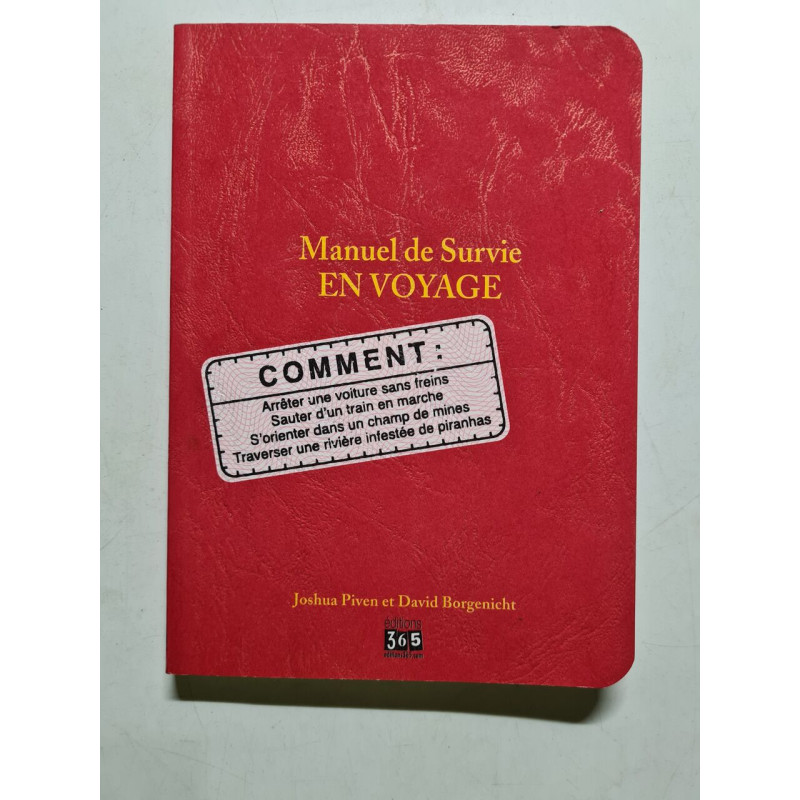 Manuel de Survie
EN VOYAGE
COMMENT:
Arrêter une voiture sans freins
Sauter d'un train en marche
S'orienter dans un champ de mines
Traverser une rivière infestée de piranhas
Joshua Piven et David Borgenicht
éditions
365